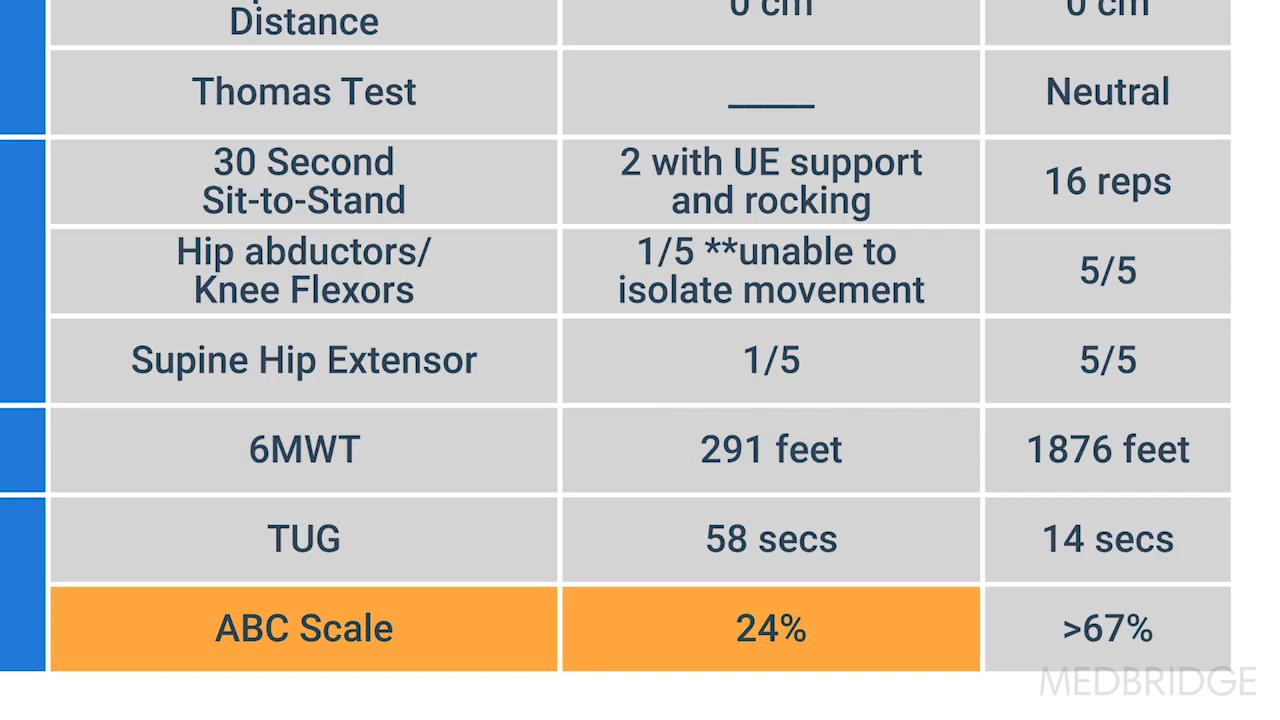 Distance
0 cm
0 cm
Thomas Test
_____
Neutral
30 Second
Sit-to-Stand
2 with UE support
and rocking
16 reps
Hip abductors/
Knee Flexors
1/5 **unable to
isolate movement
5/5
Supine Hip Extensor
1/5
5/5
6MWT
291 feet
1876 feet
TUG
58 secs
14 secs
ABC Scale
24%
>67%
MEDBRIDGE